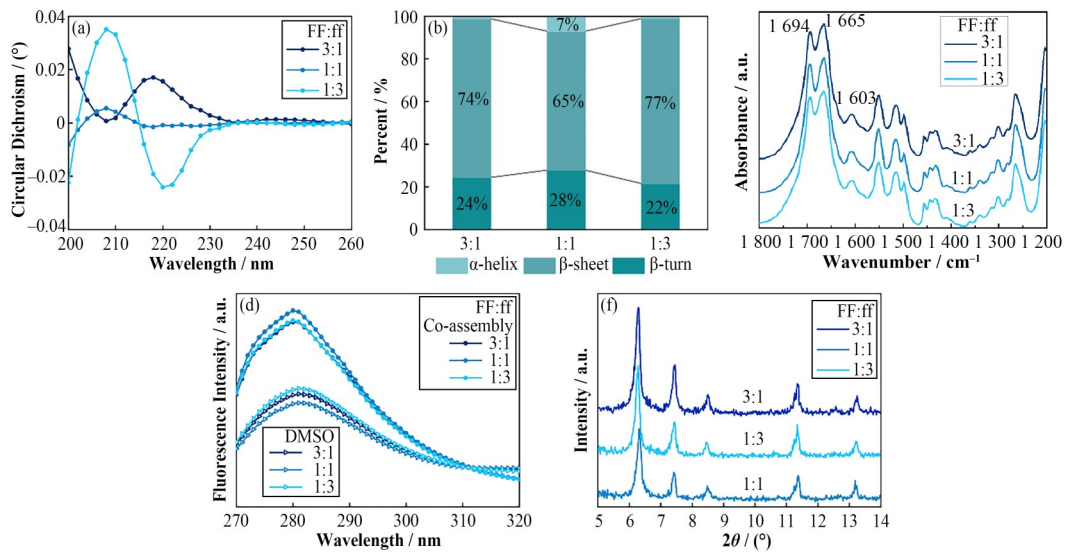 (a)
FF:ff
3:1
1:1
1:3
Circular Dichroism / (°)
0.04
0.02
0
–0.02
–0.04
200 210 220 230 240 250 260
Wavelength / nm
(b)
Percent / %
100
80
60
40
20
0
7%
74% 65% 77%
24% 28% 22%
3:1 1:1 1:3
α-helix β-sheet β-turn
1 694 1 665
1 603
FF:ff
3:1
1:1
1:3
3:1
1:1
1:3
Absorbance / a.u.
1 800 1 700 1 600 1 500 1 400 1 300 1 200
Wavenumber / cm⁻¹
(d)
FF:ff
Co-assembly
3:1
1:1
1:3
DMSO
3:1
1:1
1:3
Fluorescence Intensity / a.u.
270 280 290 300 310 320
Wavelength / nm
(f)
FF:ff
3:1
1:1
1:3
3:1
1:3
1:1
Intensity / a.u.
5 6 7 8 9 10 11 12 13 14
2θ / (°)